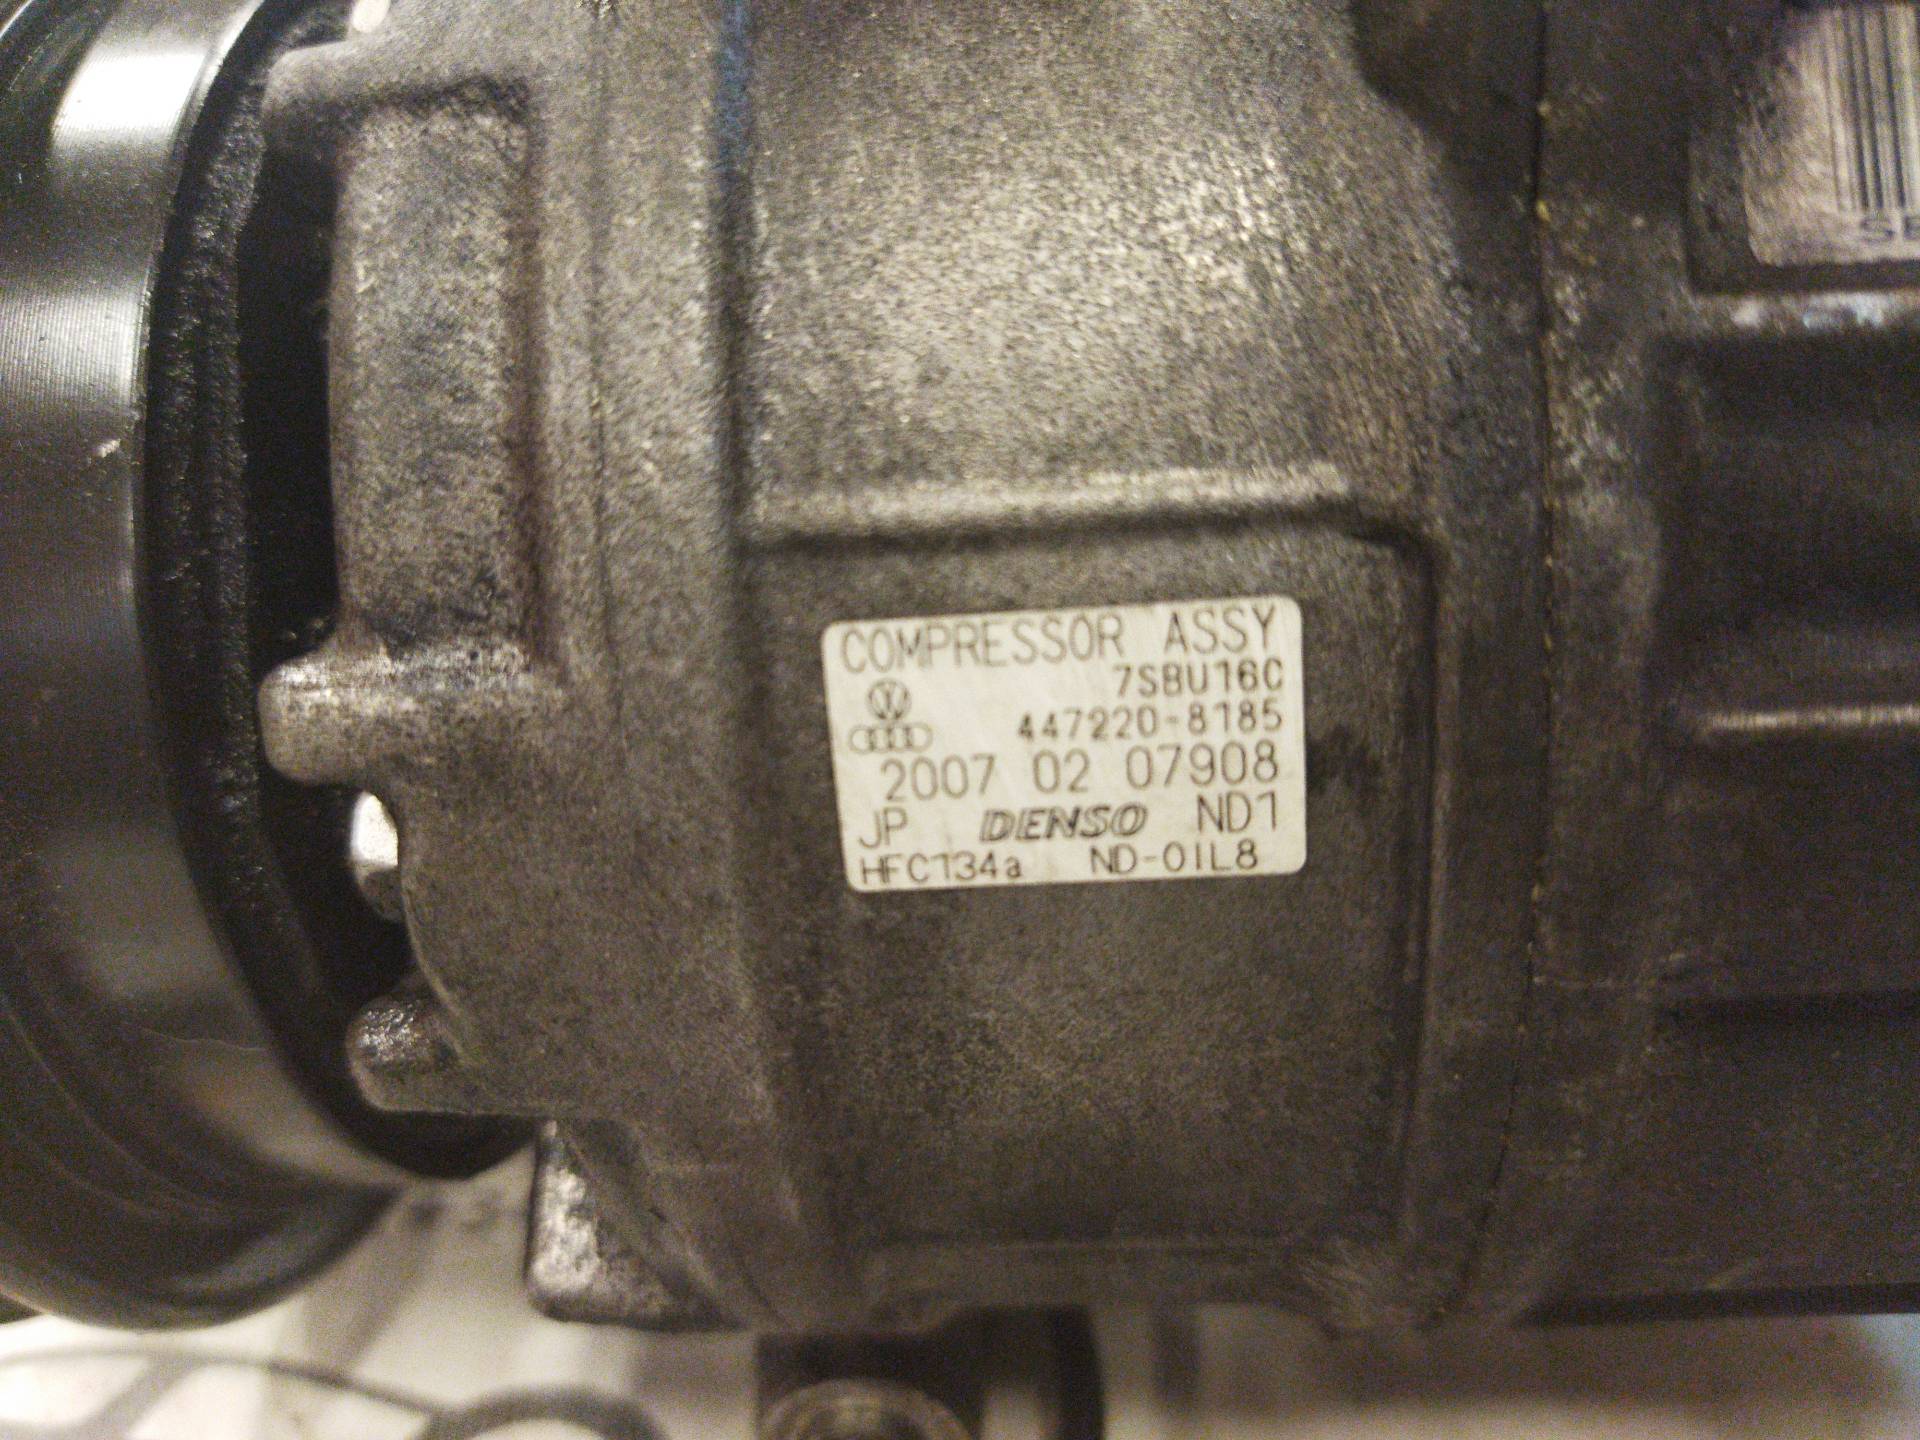 COMPRESSOR ASSY
7SBU16C
447220-8185
2007 02 07908
JP DENSO ND1
HFC134a ND-OIL8